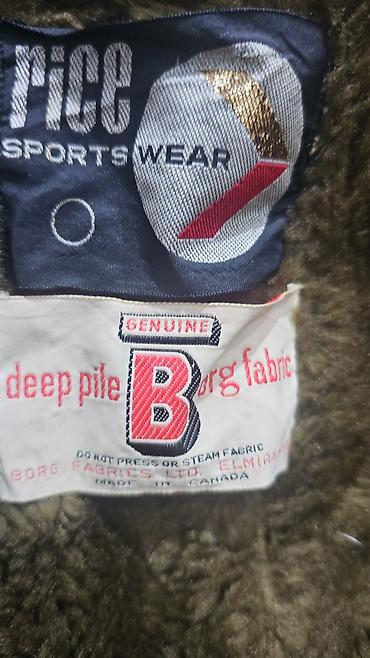 rice
SPORTSWEAR
GENUINE
deep pile Borg fabric
DO NOT PRESS OR STEAM FABRIC
BORG FABRICS LTD. ELMIRA
MADE IN CANADA